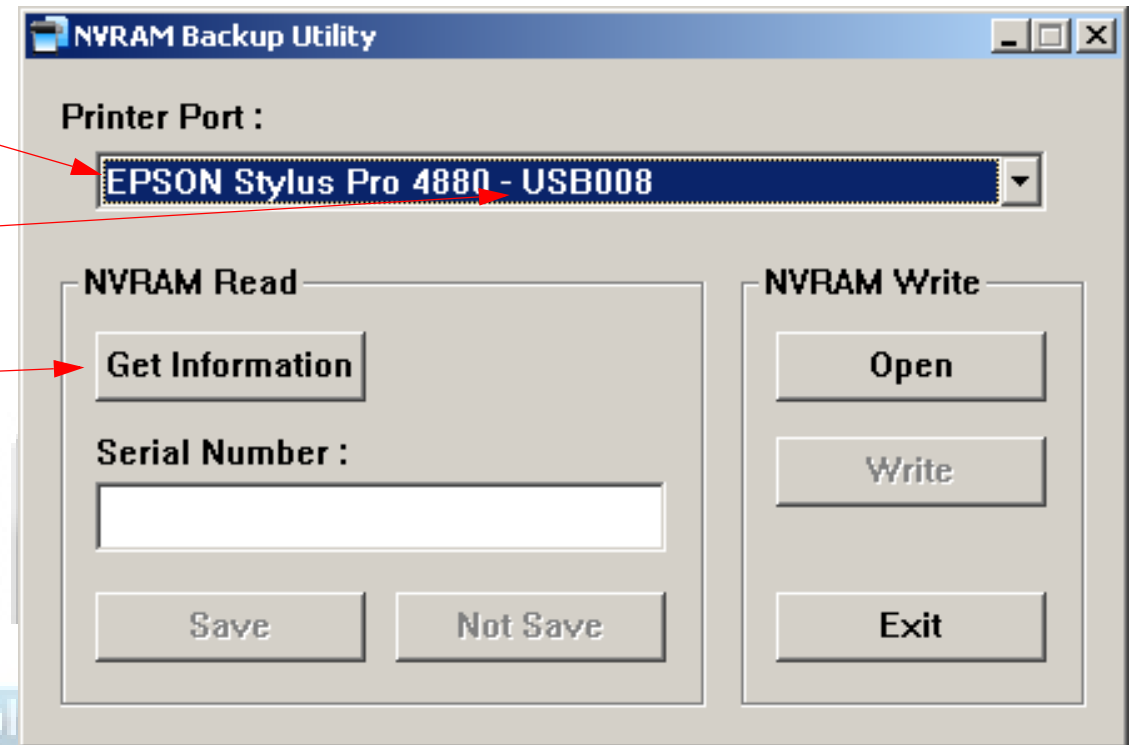 NVRAM Backup Utility
Printer Port :
EPSON Stylus Pro 4880 - USB008
NVRAM Read
NVRAM Write
Get Information
Open
Serial Number :
Write
Save
Not Save
Exit